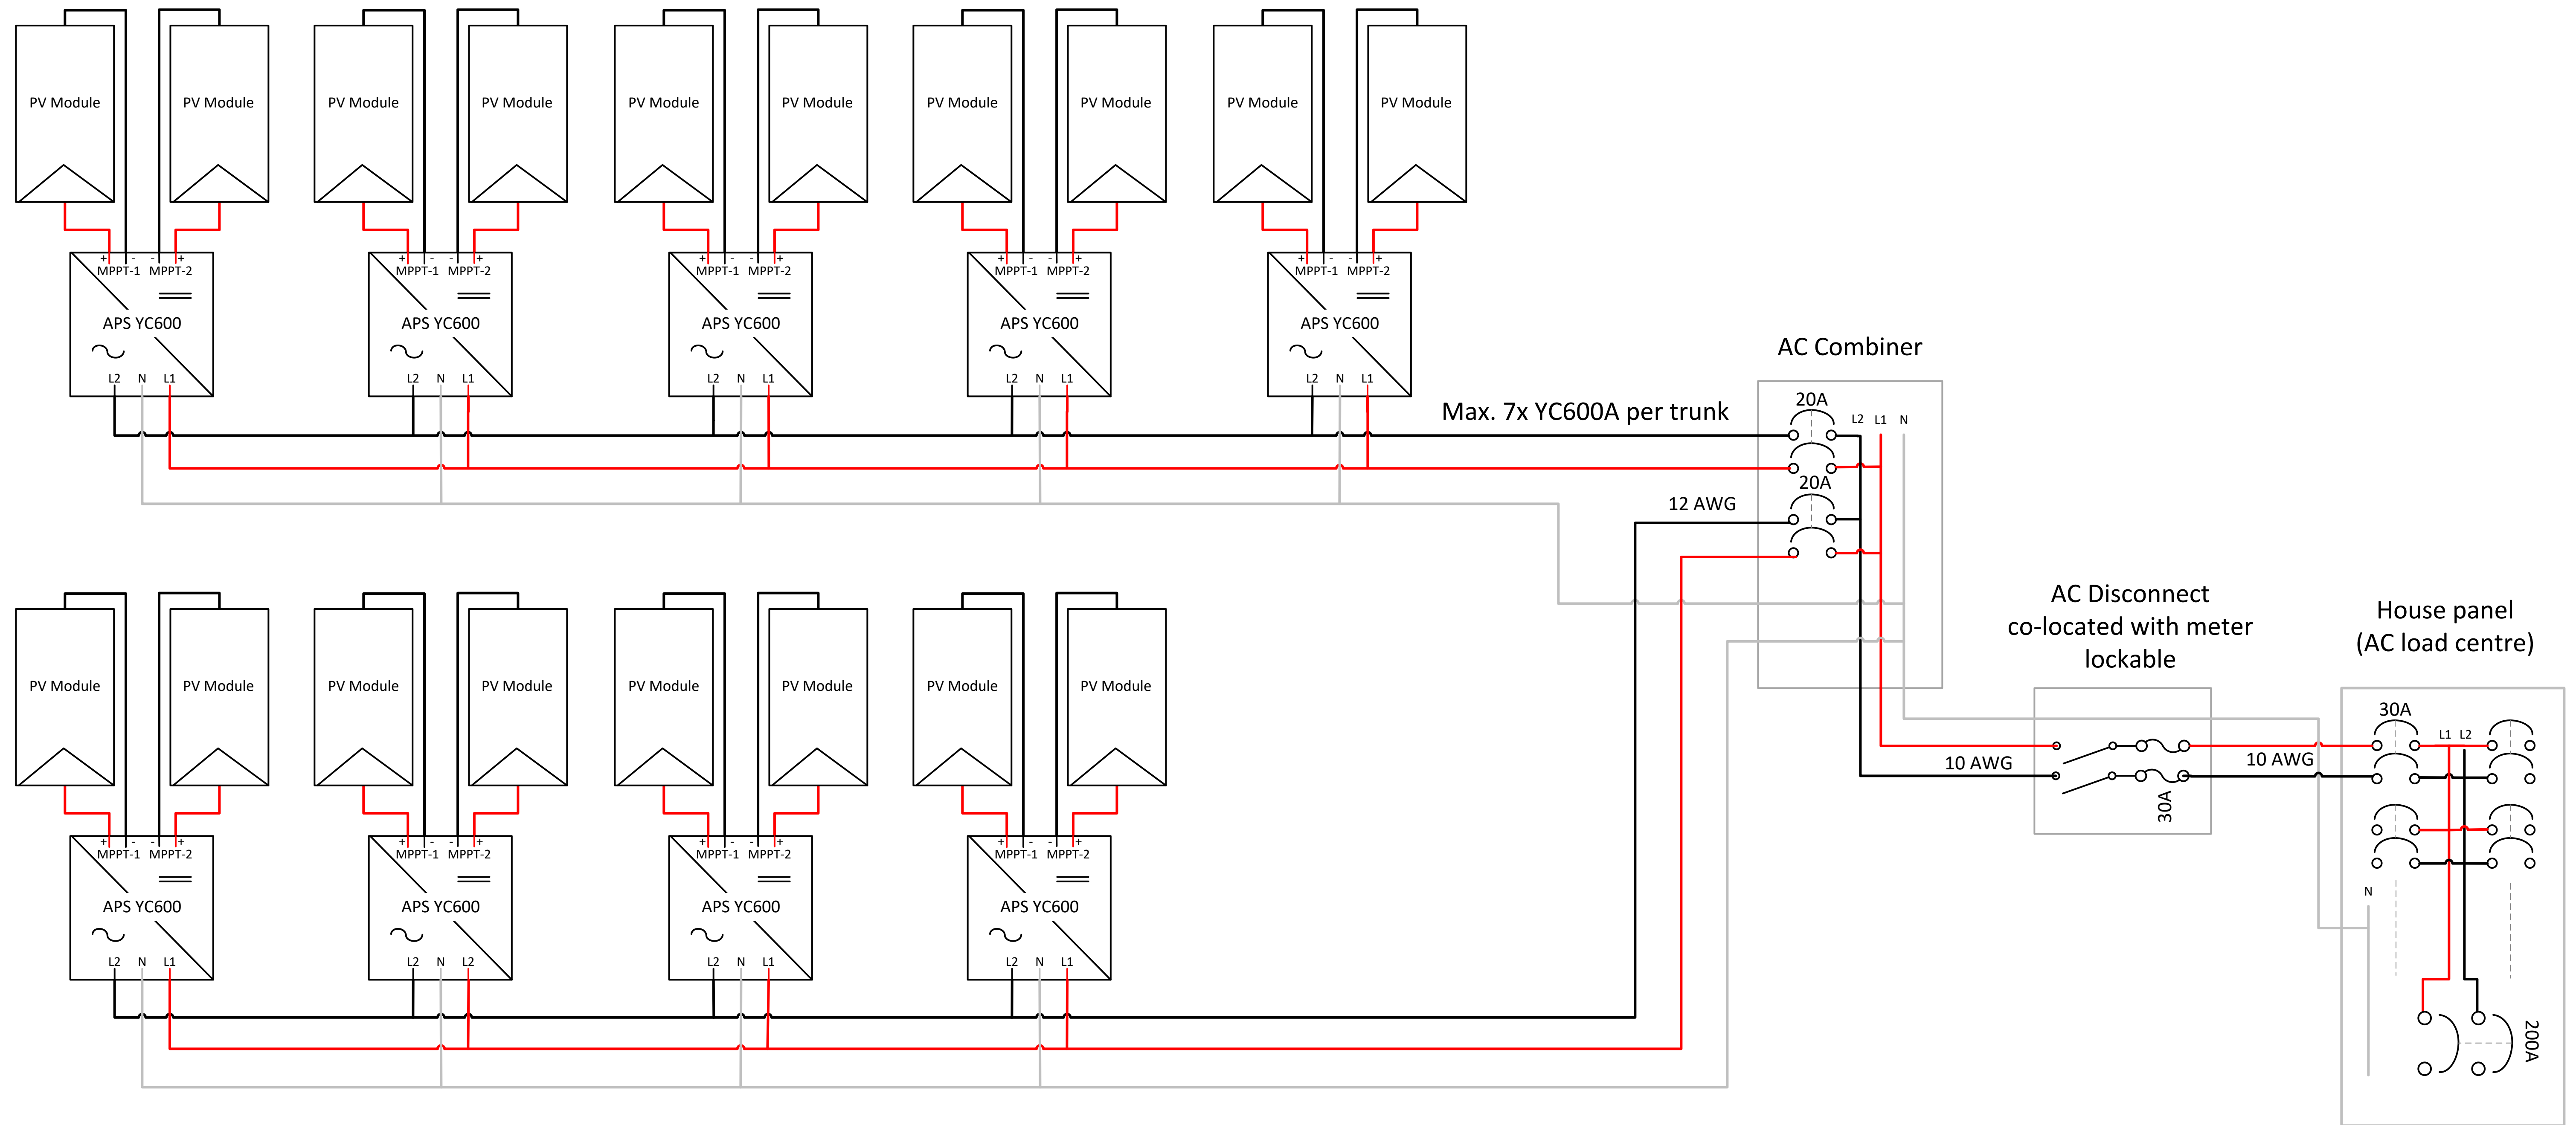 PV Module PV Module PV Module PV Module PV Module PV Module PV Module PV Module PV Module PV Module
+ - - + + - - + + - - + + - - + + - - +
MPPT-1 MPPT-2 MPPT-1 MPPT-2 MPPT-1 MPPT-2 MPPT-1 MPPT-2 MPPT-1 MPPT-2
APS YC600 APS YC600 APS YC600 APS YC600 APS YC600
L2 N L1 L2 N L1 L2 N L1 L2 N L1 L2 N L1
Max. 7x YC600A per trunk
AC Combiner
20A
L2 L1 N
20A
12 AWG
PV Module PV Module PV Module PV Module PV Module PV Module PV Module PV Module
+ - - + + - - + + - - + + - - +
MPPT-1 MPPT-2 MPPT-1 MPPT-2 MPPT-1 MPPT-2 MPPT-1 MPPT-2
APS YC600 APS YC600 APS YC600 APS YC600
L2 N L1 L2 N L2 L2 N L1 L2 N L1
AC Disconnect
co-located with meter
lockable
10 AWG
30A
10 AWG
House panel
(AC load centre)
30A
L1 L2
N
200A